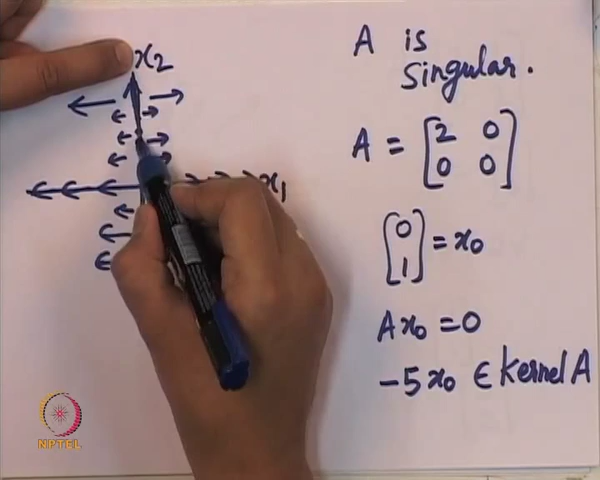 x2
x1
A is
singular.
A = [2 0
0 0]
[0
1] = x0
Ax0 = 0
-5x0 ∈ kernel A
NPTEL